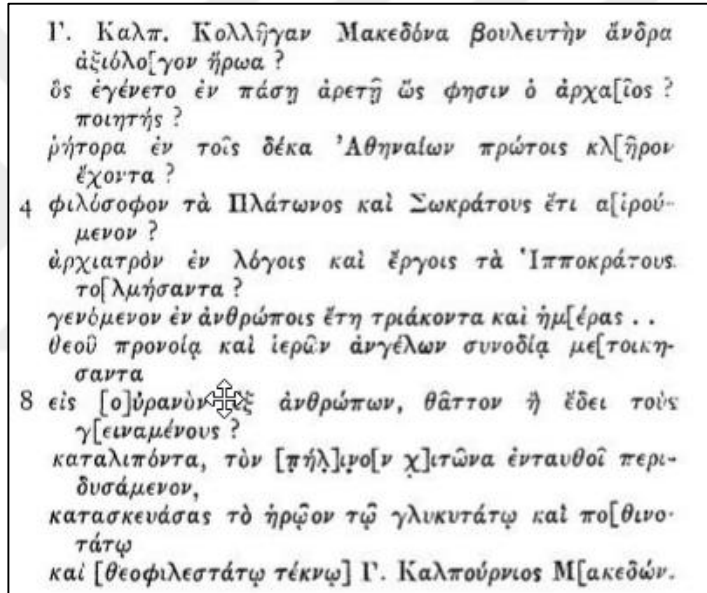 Γ. Καλπ. Κολλῆγαν Μακεδόνα βουλευτὴν ἄνδρα
ἀξιόλο[γον ἥρωα ?
ὃς ἐγένετο ἐν πάσῃ ἀρετῇ ὥς φησιν ὁ ἀρχα[ῖος ?
ποιητής ?
ῥήτορα ἐν τοῖς δέκα Ἀθηναίων πρώτοις κλ[ῆρον
ἔχοντα ?
4 φιλόσοφον τὰ Πλάτωνος καὶ Σωκράτους ἔτι α[ἱρού-
μενον ?
ἀρχιατρὸν ἐν λόγοις καὶ ἔργοις τὰ Ἱπποκράτους
το[λμήσαντα ?
γενόμενον ἐν ἀνθρώποις ἔτη τριάκοντα καὶ ἡμ[έρας . .
θεοῦ προνοίᾳ καὶ ἱερῶν ἀνγέλων συνοδίᾳ με[τοικη-
σαντα
8 εἰς [ο]ὐρανὸν ἐξ ἀνθρώπων, θᾶττον ἢ ἔδει τοὺς
γ[ειναμένους ?
καταλιπόντα, τὸν [πήλ̣]ινο[ν χ̣]ιτῶνα ἐνταυθοῖ περι-
δυσάμενον,
κατασκευάσας τὸ ἡρῷον τῷ γλυκυτάτῳ καὶ πο[θινο-
τάτῳ
καί [θεοφιλεστάτῳ τέκνῳ] Γ. Καλπούρνιος Μ[ακεδών.